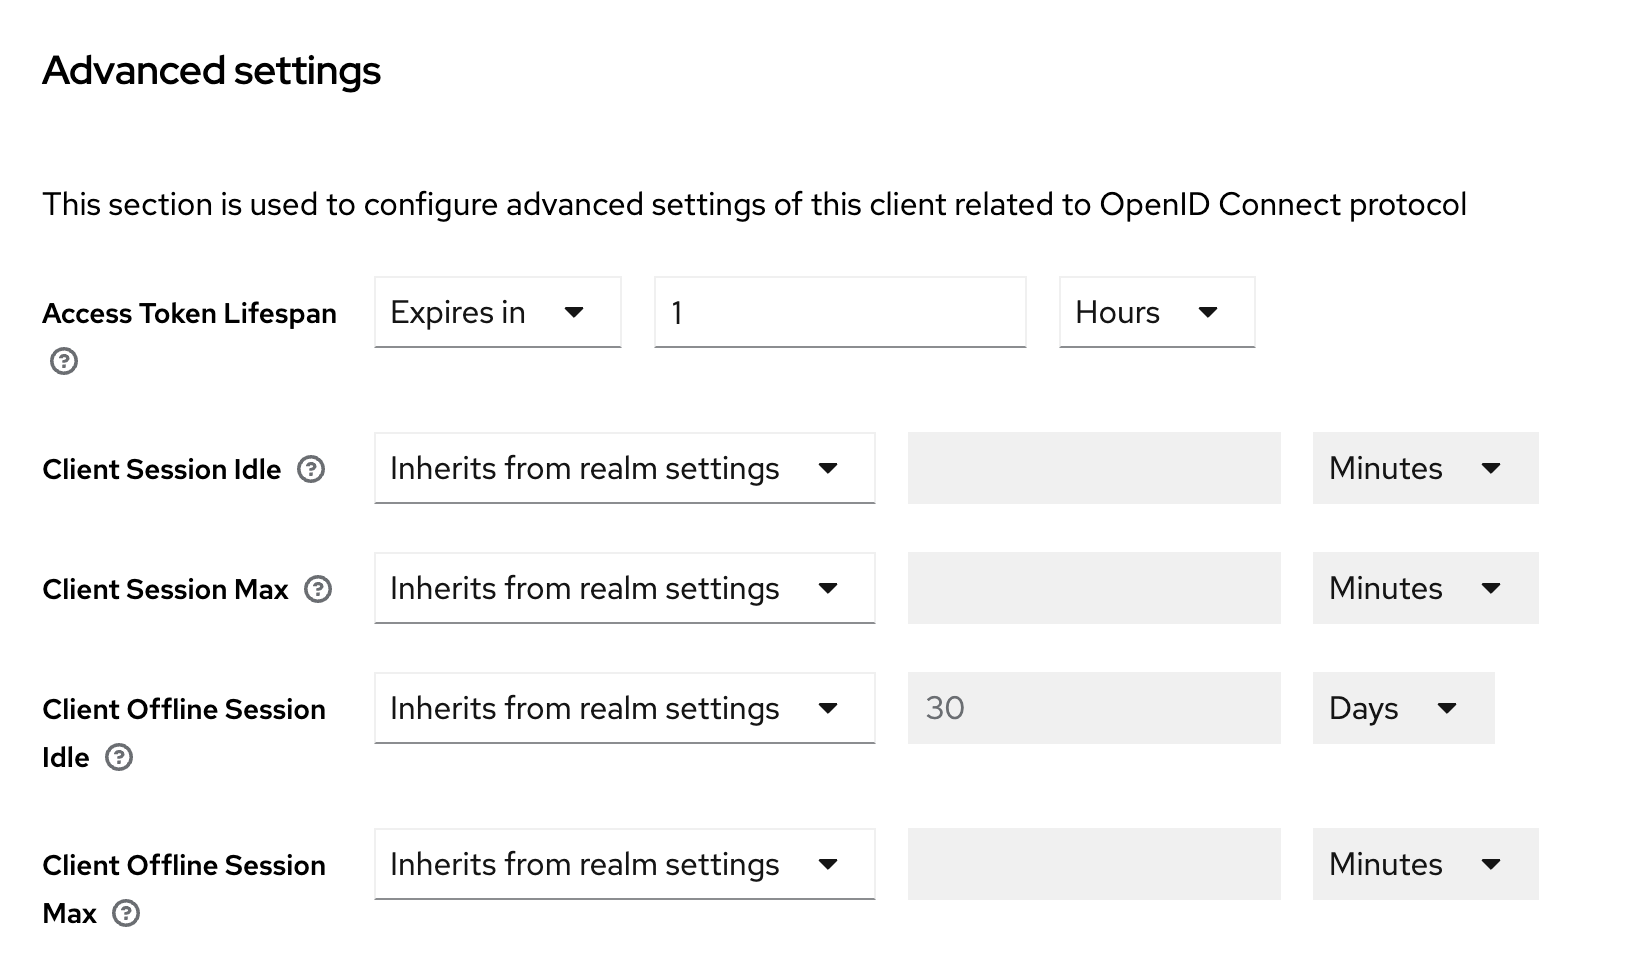 Advanced settings
This section is used to configure advanced settings of this client related to OpenID Connect protocol
Access Token Lifespan Expires in 1 Hours
Client Session Idle Inherits from realm settings Minutes
Client Session Max Inherits from realm settings Minutes
Client Offline Session Inherits from realm settings 30 Days
Idle
Client Offline Session Inherits from realm settings Minutes
Max